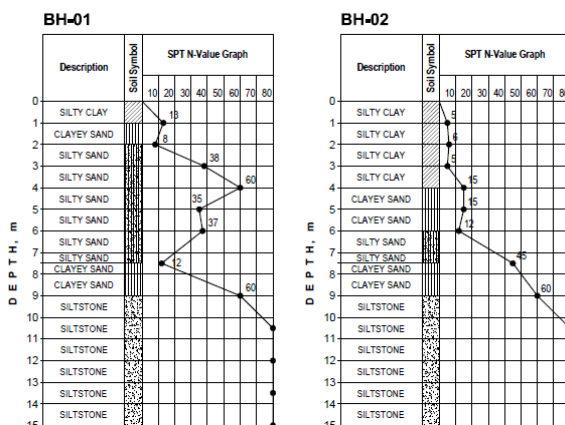 BH-01
Description
Soil Symbol
SPT N-Value Graph
10 20 30 40 50 60 70 80
DEPTH, m
0
SILTY CLAY
13
1
CLAYEY SAND
8
2
SILTY SAND
38
3
SILTY SAND
60
4
SILTY SAND
35
5
SILTY SAND
37
6
SILTY SAND
7
SILTY SAND
12
CLAYEY SAND
8
CLAYEY SAND
60
9
SILTSTONE
10
SILTSTONE
11
SILTSTONE
12
SILTSTONE
13
SILTSTONE
14
SILTSTONE
15
BH-02
Description
Soil Symbol
SPT N-Value Graph
10 20 30 40 50 60 70 80
DEPTH, m
0
SILTY CLAY
5
1
SILTY CLAY
6
2
SILTY CLAY
5
3
SILTY CLAY
15
4
CLAYEY SAND
15
5
CLAYEY SAND
12
6
SILTY SAND
7
SILTY SAND
45
CLAYEY SAND
8
CLAYEY SAND
60
9
SILTSTONE
10
SILTSTONE
11
SILTSTONE
12
SILTSTONE
13
SILTSTONE
14
SILTSTONE
15